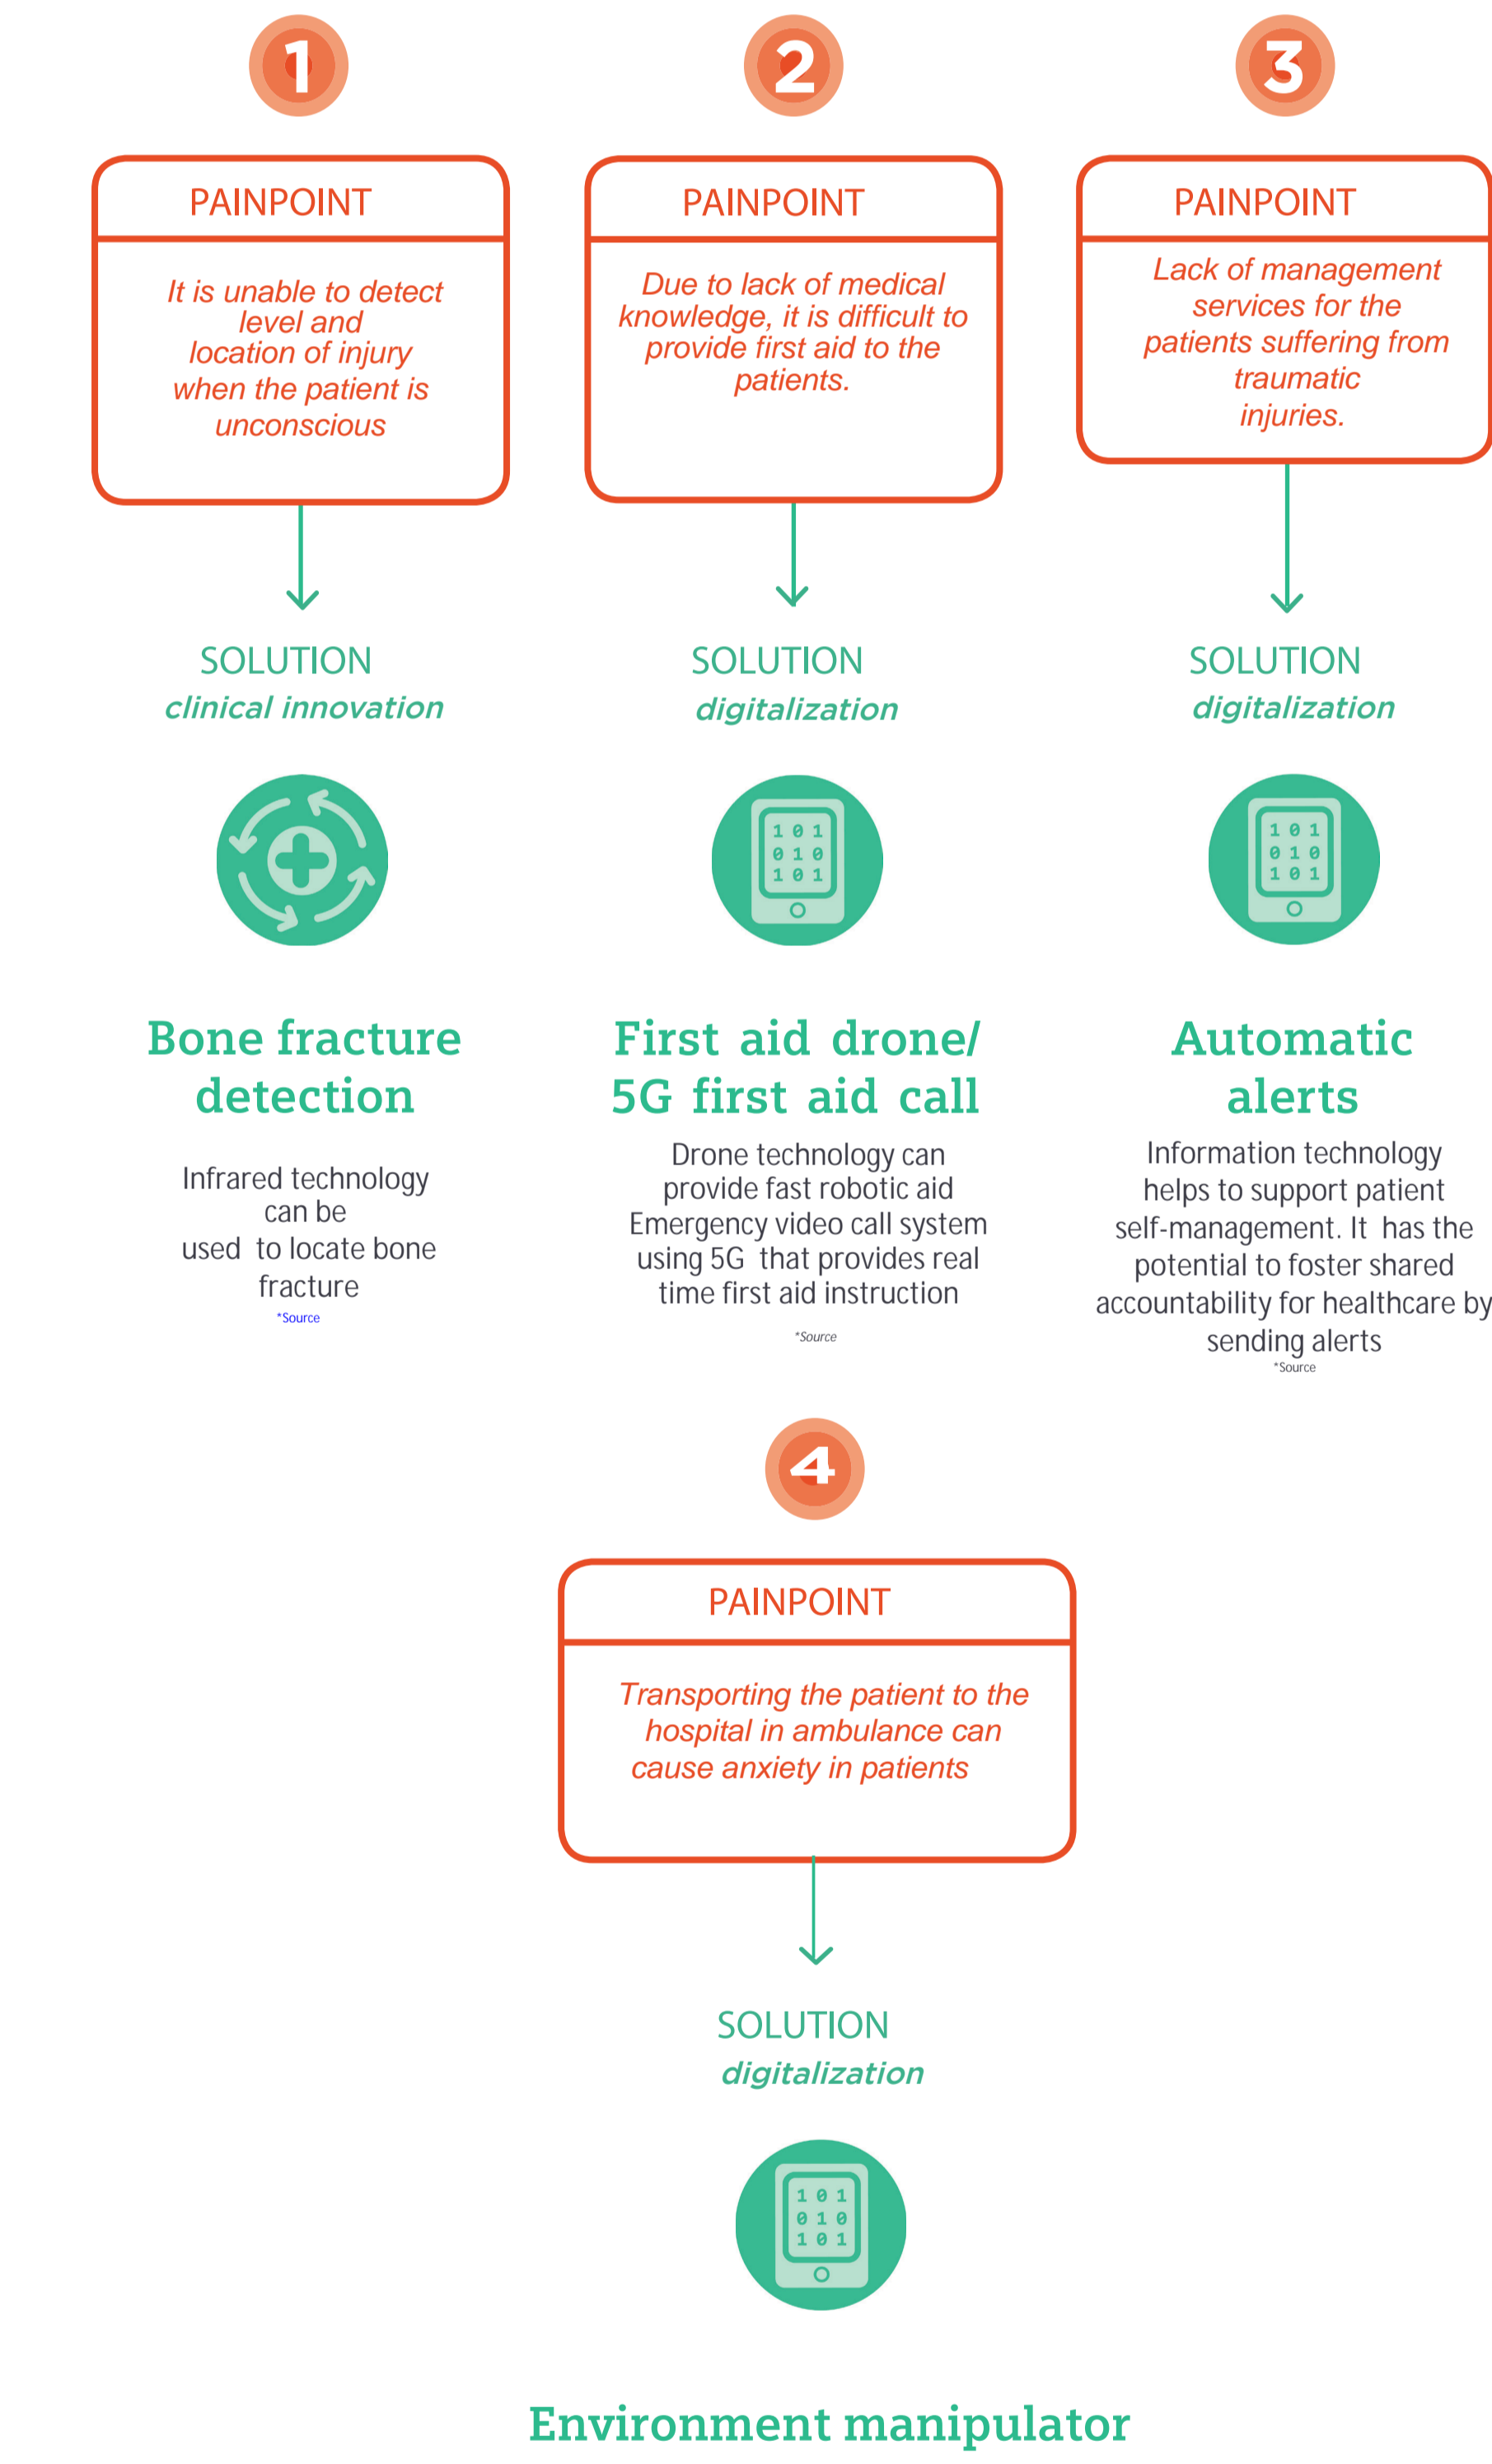 1
PAINPOINT
It is unable to detect
level and
location of injury
when the patient is
unconscious
SOLUTION
clinical innovation
Bone fracture
detection
Infrared technology
can be
used to locate bone
fracture
*Source
2
PAINPOINT
Due to lack of medical
knowledge, it is difficult to
provide first aid to the
patients.
SOLUTION
digitalization
1 0 1
0 1 0
1 0 1
First aid drone/
5G first aid call
Drone technology can
provide fast robotic aid
Emergency video call system
using 5G that provides real
time first aid instruction
*Source
3
PAINPOINT
Lack of management
services for the
patients suffering from
traumatic
injuries.
SOLUTION
digitalization
1 0 1
0 1 0
1 0 1
Automatic
alerts
Information technology
helps to support patient
self-management. It has the
potential to foster shared
accountability for healthcare by
sending alerts
*Source
4
PAINPOINT
Transporting the patient to the
hospital in ambulance can
cause anxiety in patients
SOLUTION
digitalization
1 0 1
0 1 0
1 0 1
Environment manipulator